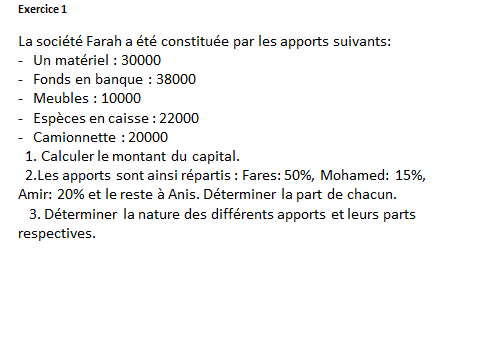 Exercice 1
La société Farah a été constituée par les apports suivants:
- Un matériel : 30000
- Fonds en banque : 38000
- Meubles : 10000
- Espèces en caisse : 22000
- Camionnette : 20000
1. Calculer le montant du capital.
2.Les apports sont ainsi répartis : Fares: 50%, Mohamed: 15%,
Amir: 20% et le reste à Anis. Déterminer la part de chacun.
3. Déterminer la nature des différents apports et leurs parts
respectives.